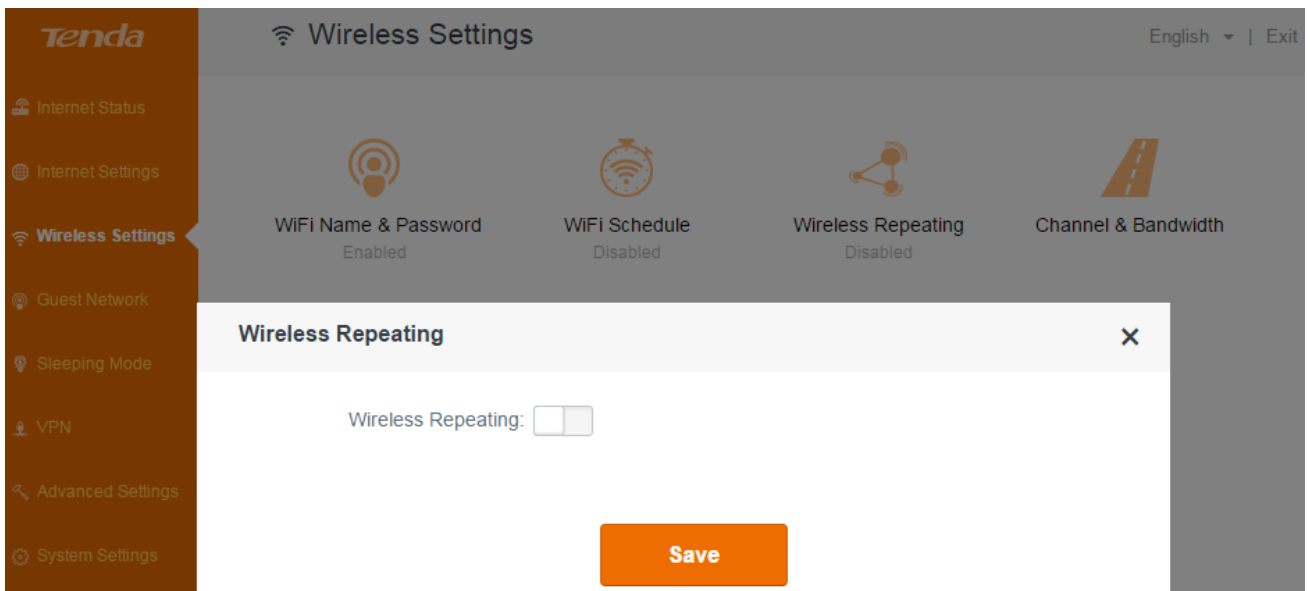 Tenda
Wireless Settings
English | Exit
Internet Status
Internet Settings
Wireless Settings
Guest Network
Sleeping Mode
VPN
Advanced Settings
System Settings
WiFi Name & Password
Enabled
WiFi Schedule
Disabled
Wireless Repeating
Disabled
Channel & Bandwidth
Wireless Repeating
Wireless Repeating:
Save